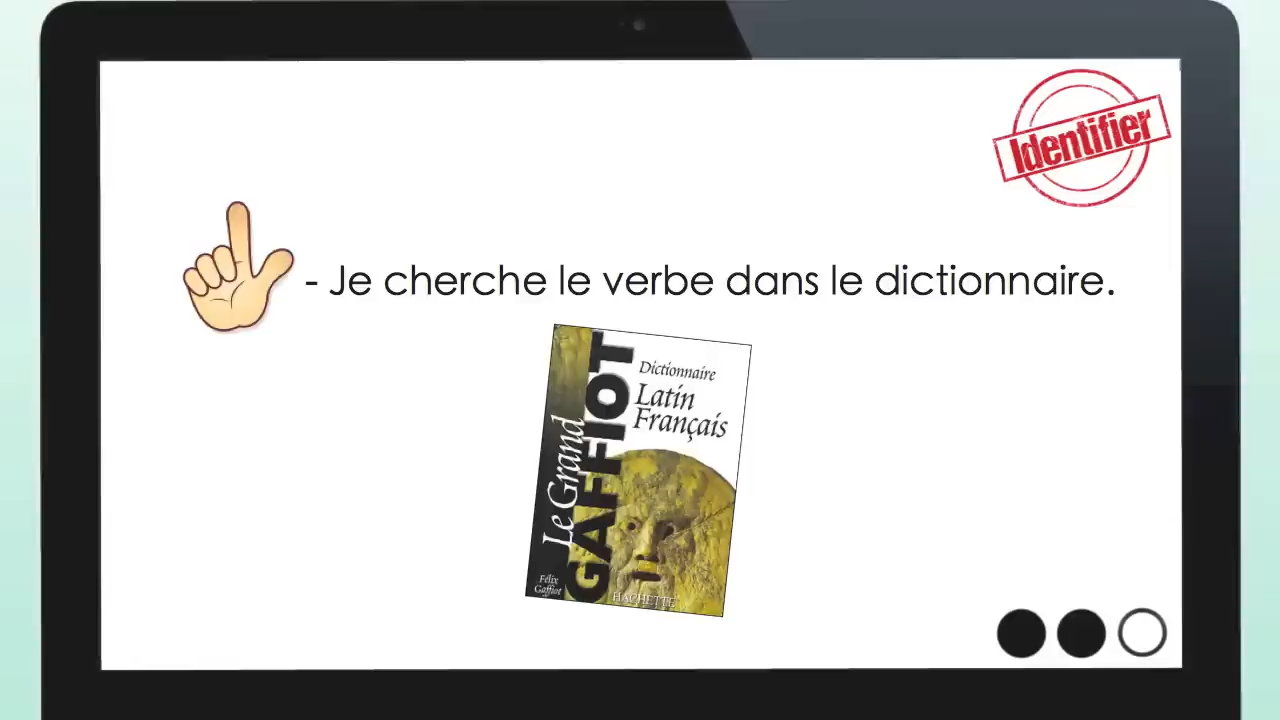 Identifier
- Je cherche le verbe dans le dictionnaire.
Le Grand
GAFFIOT
Dictionnaire
Latin
Français
Félix
Gaffiot
HACHETTE